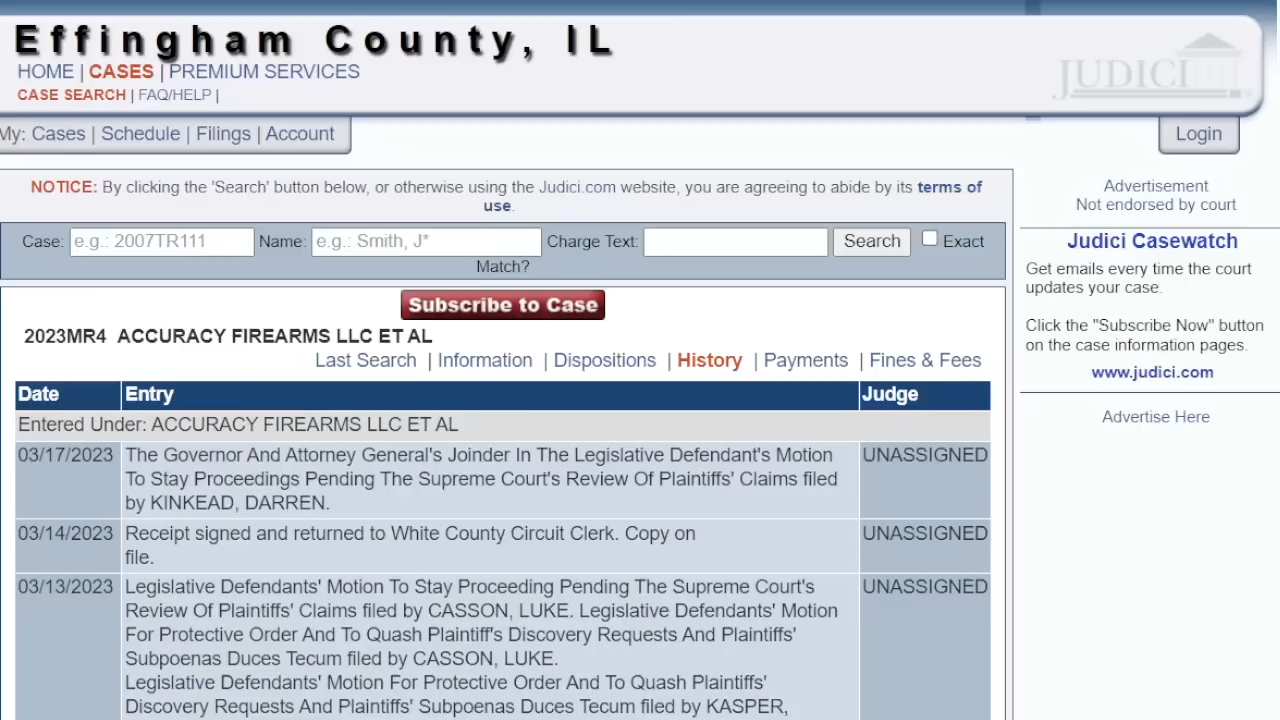 Effingham County, IL
HOME | CASES | PREMIUM SERVICES
CASE SEARCH | FAQ/HELP |
JUDICI
My: Cases | Schedule | Filings | Account
Login
NOTICE: By clicking the 'Search' button below, or otherwise using the Judici.com website, you are agreeing to abide by its terms of
use.
Case: e.g.: 2007TR111 Name: e.g.: Smith, J* Charge Text: Search Exact
Match?
Subscribe to Case
2023MR4 ACCURACY FIREARMS LLC ET AL
Last Search | Information | Dispositions | History | Payments | Fines & Fees
Date Entry Judge
Entered Under: ACCURACY FIREARMS LLC ET AL
03/17/2023 The Governor And Attorney General's Joinder In The Legislative Defendant's Motion UNASSIGNED
To Stay Proceedings Pending The Supreme Court's Review Of Plaintiffs' Claims filed
by KINKEAD, DARREN.
03/14/2023 Receipt signed and returned to White County Circuit Clerk. Copy on UNASSIGNED
file.
03/13/2023 Legislative Defendants' Motion To Stay Proceeding Pending The Supreme Court's UNASSIGNED
Review Of Plaintiffs' Claims filed by CASSON, LUKE. Legislative Defendants' Motion
For Protective Order And To Quash Plaintiff's Discovery Requests And Plaintiffs'
Subpoenas Duces Tecum filed by CASSON, LUKE.
Legislative Defendants' Motion For Protective Order And To Quash Plaintiffs'
Discovery Requests And Plaintiffs' Subpoenas Duces Tecum filed by KASPER,
Advertisement
Not endorsed by court
Judici Casewatch
Get emails every time the court
updates your case.
Click the "Subscribe Now" button
on the case information pages.
www.judici.com
Advertise Here